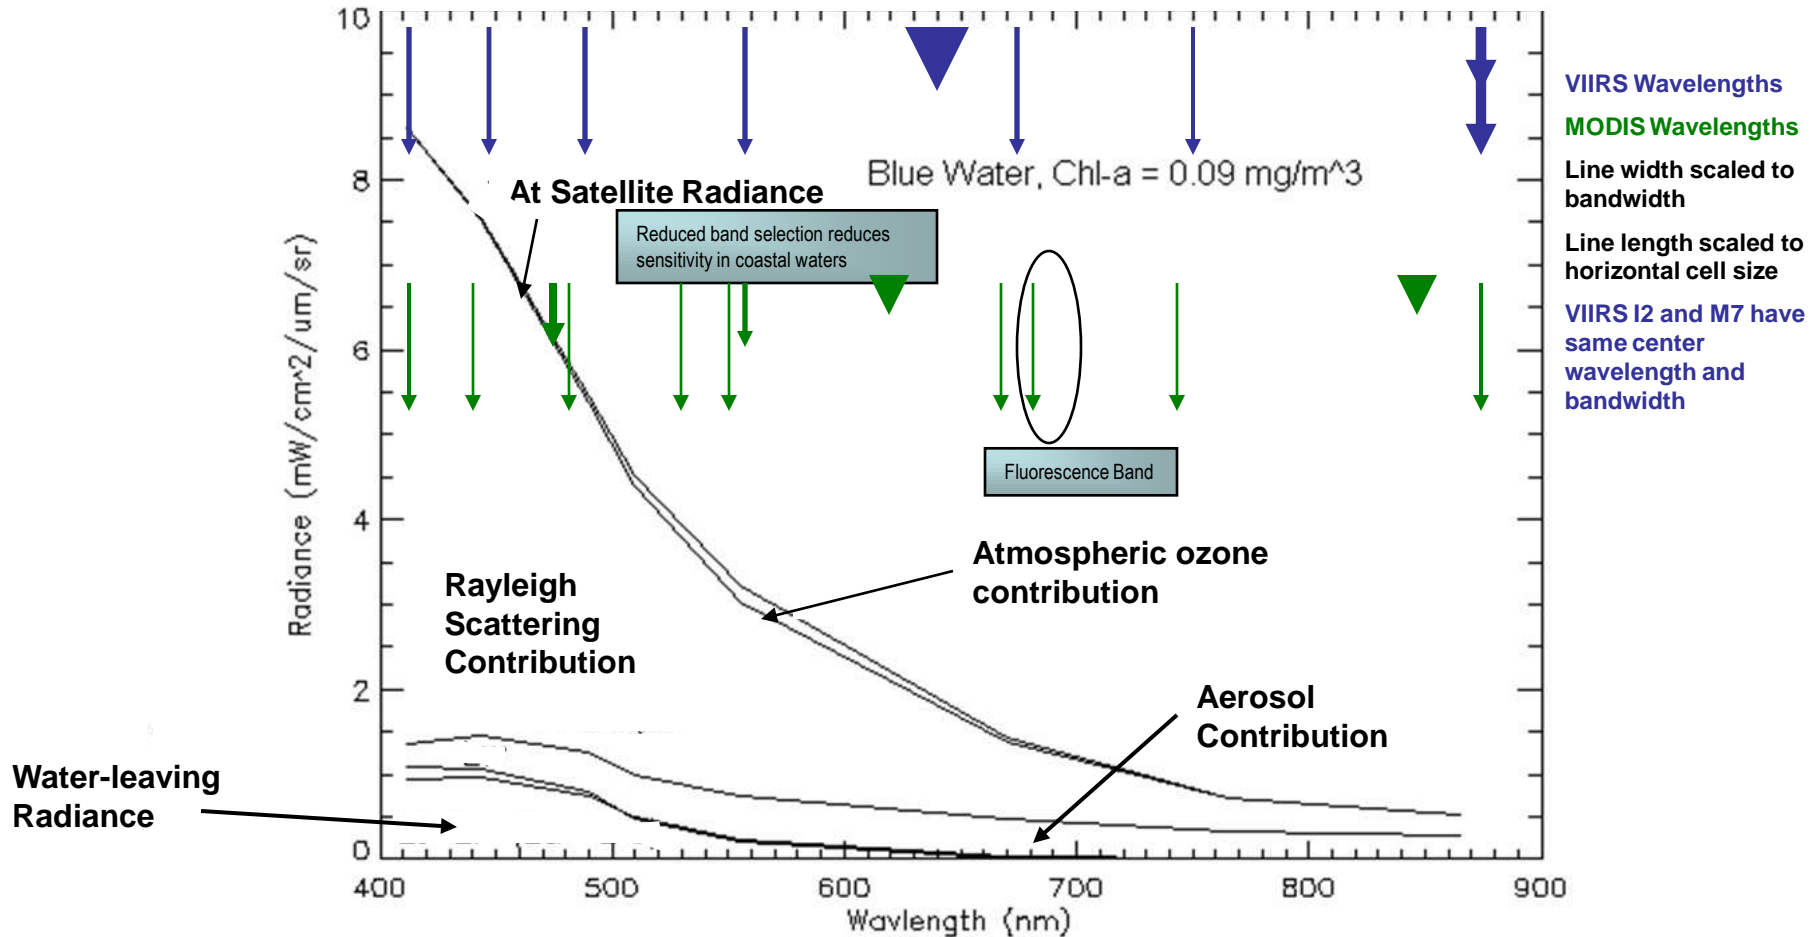 10
8
6
4
2
0
Radiance (mW/cm^2/um/sr)
400
500
600
700
800
900
Wavlength (nm)
Blue Water, Chl-a = 0.09 mg/m^3
At Satellite Radiance
Reduced band selection reduces
sensitivity in coastal waters
Fluorescence Band
Atmospheric ozone
contribution
Rayleigh
Scattering
Contribution
Aerosol
Contribution
Water-leaving
Radiance
VIIRS Wavelengths
MODIS Wavelengths
Line width scaled to
bandwidth
Line length scaled to
horizontal cell size
VIIRS I2 and M7 have
same center
wavelength and
bandwidth